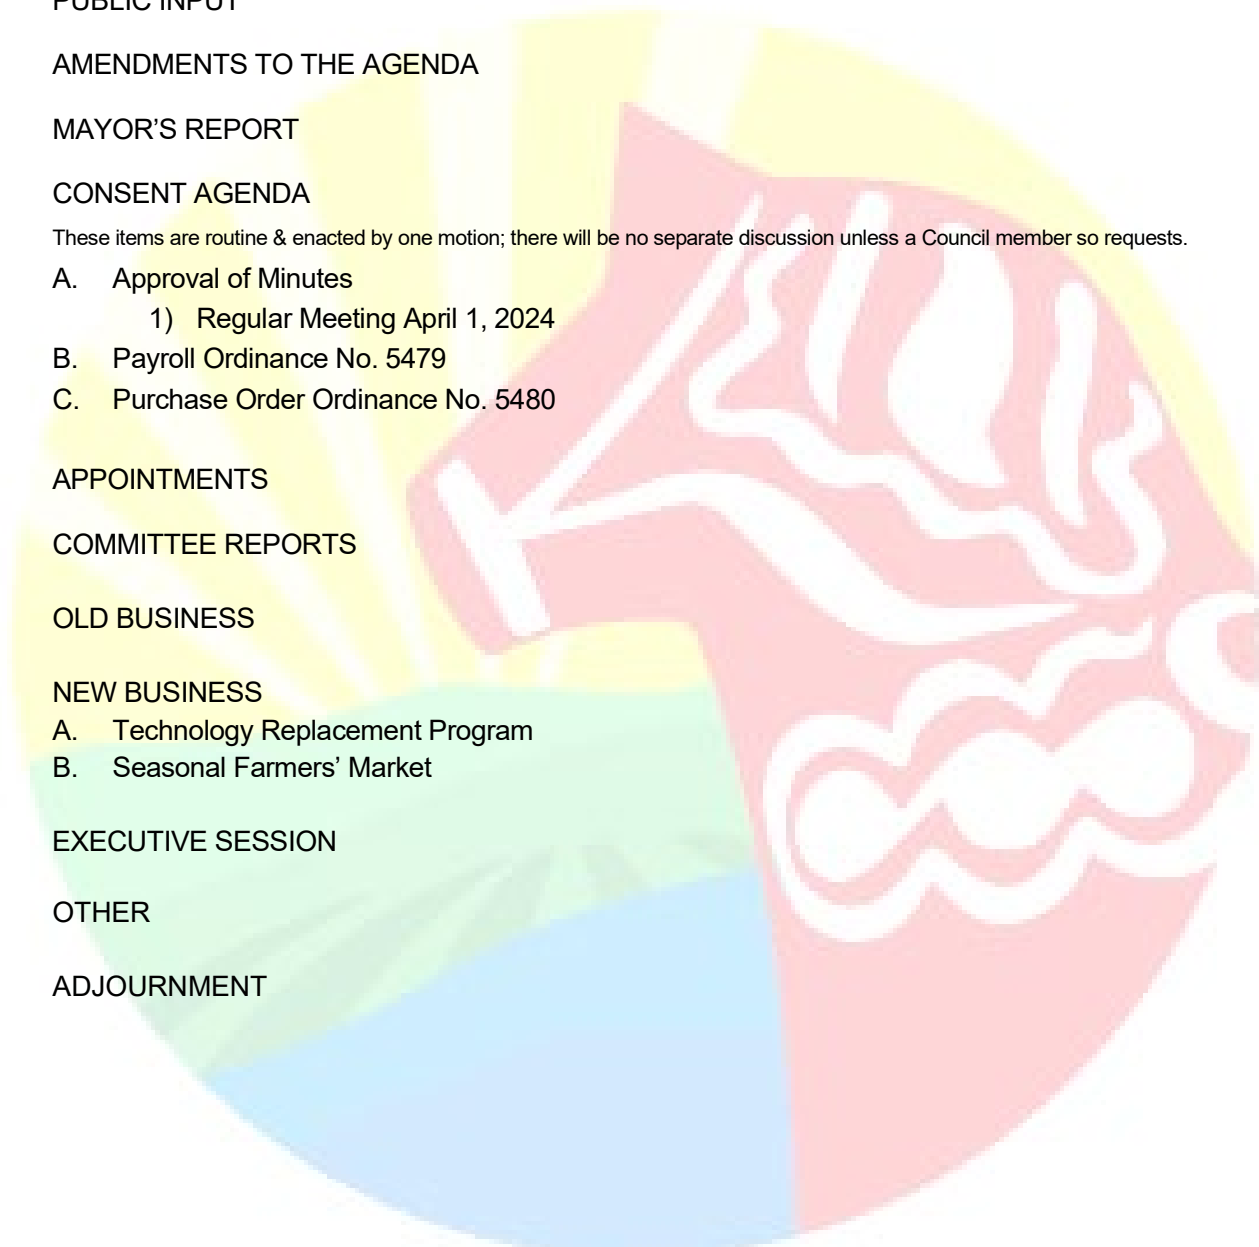 PUBLIC INPUT
AMENDMENTS TO THE AGENDA
MAYOR’S REPORT
CONSENT AGENDA
These items are routine & enacted by one motion; there will be no separate discussion unless a Council member so requests.
A. Approval of Minutes
1) Regular Meeting April 1, 2024
B. Payroll Ordinance No. 5479
C. Purchase Order Ordinance No. 5480
APPOINTMENTS
COMMITTEE REPORTS
OLD BUSINESS
NEW BUSINESS
A. Technology Replacement Program
B. Seasonal Farmers’ Market
EXECUTIVE SESSION
OTHER
ADJOURNMENT